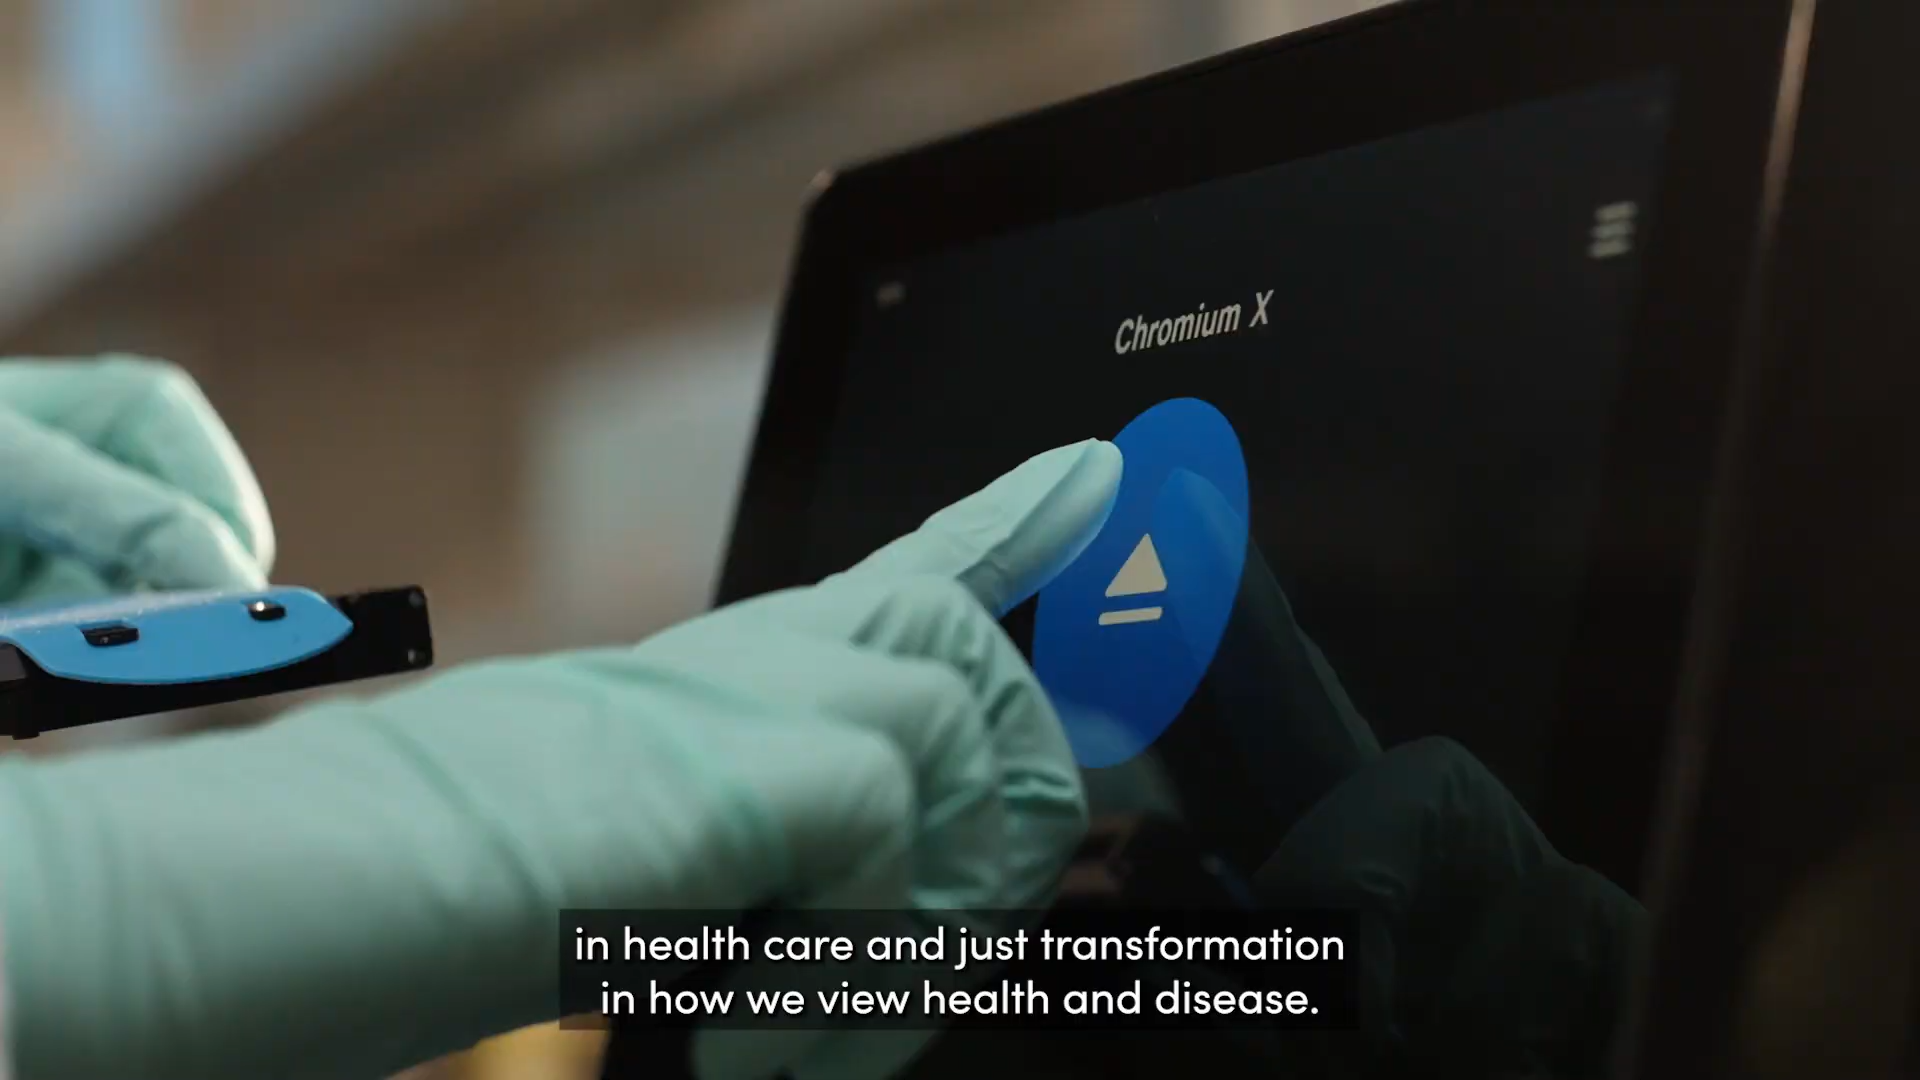 Chromium X
in health care and just transformation
in how we view health and disease.